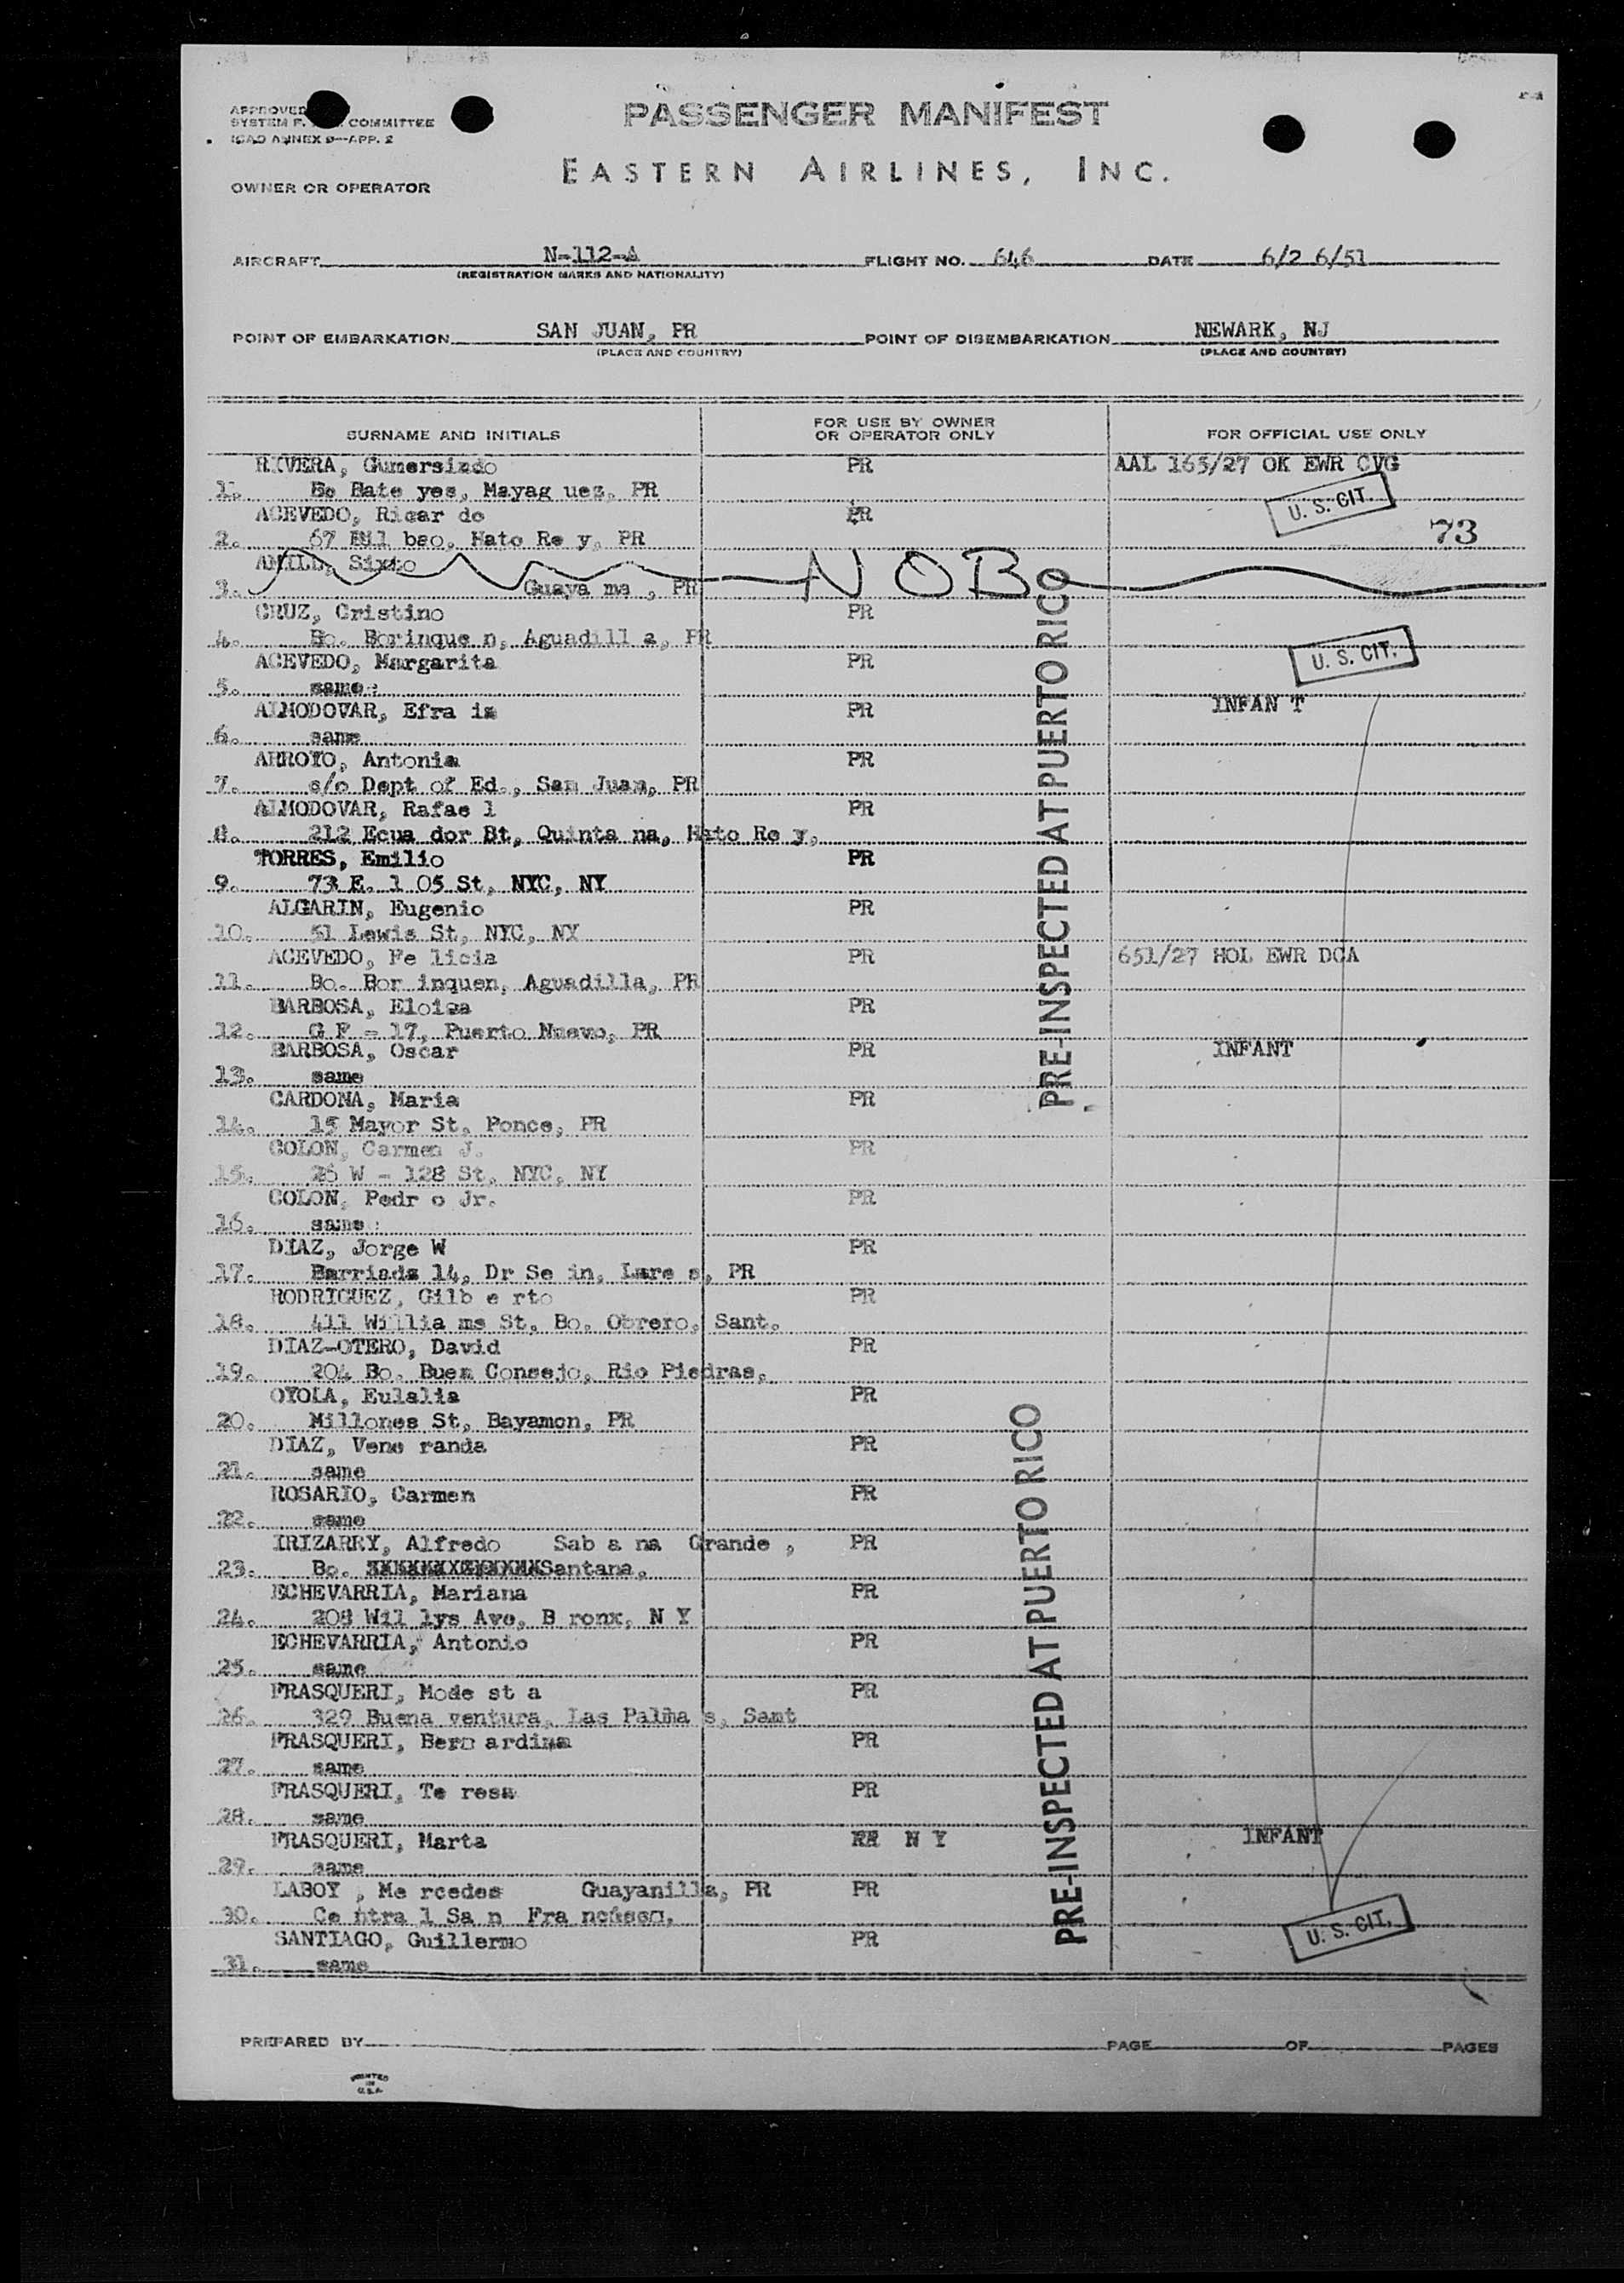 APPROVED
SYSTEM F. COMMITTEE
ICAO ANNEX 9—APP. 2
PASSENGER MANIFEST
OWNER OR OPERATOR
EASTERN AIRLINES, INC.
AIRCRAFT N-112-A FLIGHT NO. 646 DATE 6/2 6/51
(REGISTRATION MARKS AND NATIONALITY)
POINT OF EMBARKATION SAN JUAN, PR POINT OF DISEMBARKATION NEWARK, NJ
(PLACE AND COUNTRY) (PLACE AND COUNTRY)
SURNAME AND INITIALS FOR USE BY OWNER OR OPERATOR ONLY FOR OFFICIAL USE ONLY
RIVERA, Gumersindo PR AAL 165/27 OK EWR CVG
1. Bo Bate yes, Mayag uez, PR U. S. CIT.
ACEVEDO, Ricar do PR
2. 67 Bil bao, Hato Re y, PR 73
AMILL, Sixto NOB
3. Guaya ma , PR
CRUZ, Cristino PR
4. Bo. Borinque n, Aguadill a, PR
ACEVEDO, Margarita PR U. S. CIT.
5. same
ALMODOVAR, Efra in PR INFAN T
6. same
ARROYO, Antonia PR
7. c/o Dept of Ed., San Juan, PR
ALMODOVAR, Rafae l PR
8. 212 Ecua dor St, Quinta na, Hato Re y,
TORRES, Emilio PR
9. 73 E. 1 05 St, NYC, NY
ALGARIN, Eugenio PR
10. 51 Lewis St, NYC, NY
ACEVEDO, Fe licia PR 651/27 HOL EWR DCA
11. Bo. Bor inquen, Aguadilla, PR
BARBOSA, Eloisa PR
12. G F - 17, Puerto Nuevo, PR
BARBOSA, Oscar PR INFANT
13. same
CARDONA, Maria PR
14. 15 Mayor St, Ponce, PR
COLON, Carmen J. PR
15. 26 W - 128 St, NYC, NY
COLON, Pedr o Jr. PR
16. same
DIAZ, Jorge W PR
17. Barriada 14, Dr Se in, Lare s, PR
RODRIGUEZ, Gilb e rto PR
18. 411 Willia ms St, Bo. Obrero, Sant.
DIAZ-OTERO, David PR
19. 204 Bo. Buen Consejo, Rio Piedras,
OYOLA, Eulalia PR
20. Millones St, Bayamon, PR
DIAZ, Vene randa PR
21. same
ROSARIO, Carmen PR
22. same
IRIZARRY, Alfredo Sab a na Grande , PR
23. Bo. Santana,
ECHEVARRIA, Mariana PR
24. 208 Wil lys Ave, B ronx, N Y
ECHEVARRIA, Antonio PR
25. same
FRASQUERI, Mode st a PR
26. 329 Buena ventura, Las Palma s, Sant
FRASQUERI, Bern ardina PR
27. same
FRASQUERI, Te resa PR
28. same
FRASQUERI, Marta N Y INFANT
29. same
LABOY , Me rcedes Guayanilla, PR PR
30. Ce ntra l Sa n Fra ncisco, U. S. CIT.
SANTIAGO, Guillermo PR
31. same
PRE-INSPECTED AT PUERTO RICO
PRE-INSPECTED AT PUERTO RICO
PREPARED BY PAGE OF PAGES
PRINTED
IN
U.S.A.